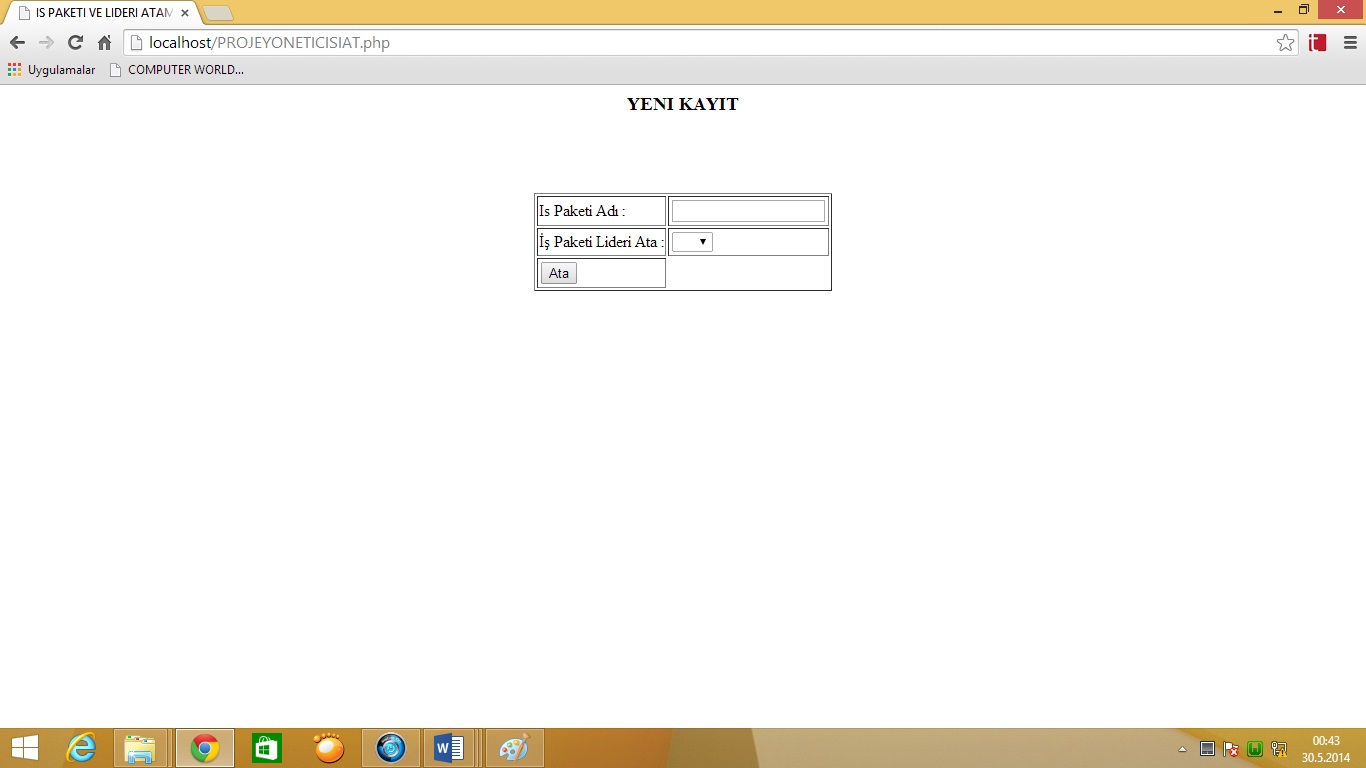 IS PAKETI VE LIDERI ATAM
localhost/PROJEYONETICISIAT.php
Uygulamalar
COMPUTER WORLD...
YENI KAYIT
Is Paketi Adı :
İş Paketi Lideri Ata :
Ata
00:43
30.5.2014